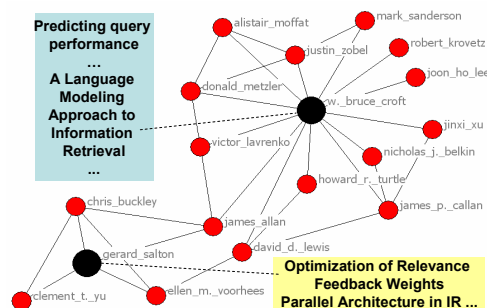 Predicting query
performance
...
A Language
Modeling
Approach to
Information
Retrieval
...
alistair_moffat
mark_sanderson
justin_zobel
robert_krovetz
joon_ho_lee
donald_metzler
w._bruce_croft
jinxi_xu
victor_lavrenko
nicholas_j._belkin
howard_r._turtle
chris_buckley
james_allan
james_p._callan
gerard_salton
david_d._lewis
clement_t._yu
ellen_m._voorhees
Optimization of Relevance
Feedback Weights
Parallel Architecture in IR ...